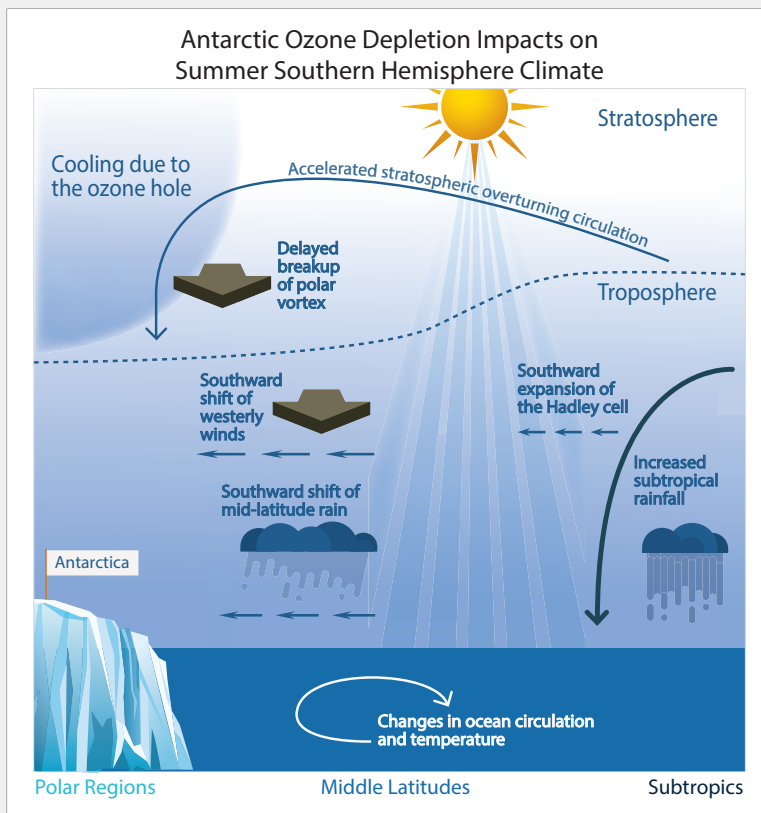 Antarctic Ozone Depletion Impacts on
Summer Southern Hemisphere Climate
Stratosphere
Cooling due to
the ozone hole
Accelerated stratospheric overturning circulation
Delayed
breakup
of polar
vortex
Troposphere
Southward
shift of
westerly
winds
Southward
expansion of
the Hadley cell
Southward shift of
mid-latitude rain
Increased
subtropical
rainfall
Antarctica
Changes in ocean circulation
and temperature
Polar Regions
Middle Latitudes
Subtropics